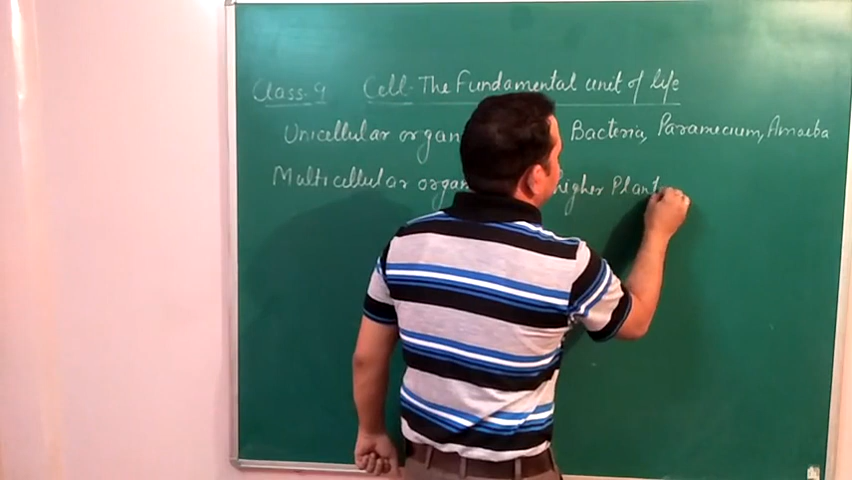 Class-9 Cell- The Fundamental unit of life
Unicellular organ Bacteria, Paramecium, Amoeba
Multicellular organ higher Plant